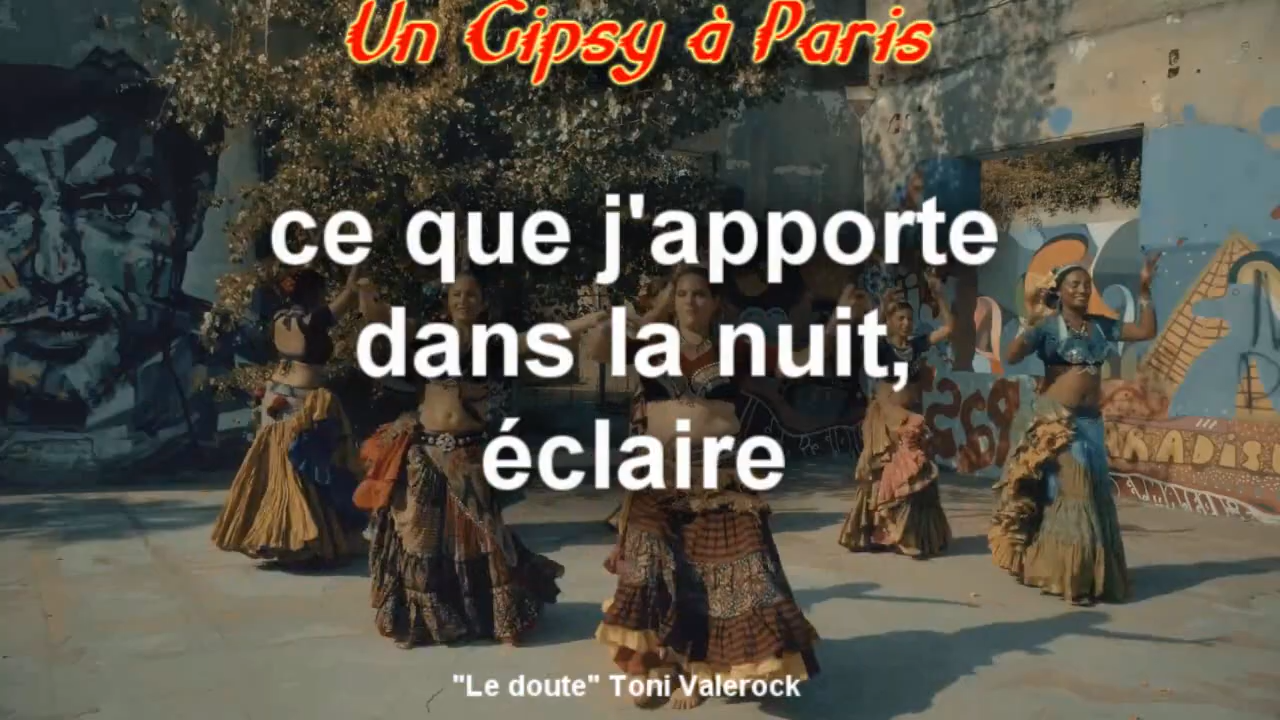 Un Gipsy à Paris
ce que j'apporte
dans la nuit,
éclaire
"Le doute" Toni Valerock